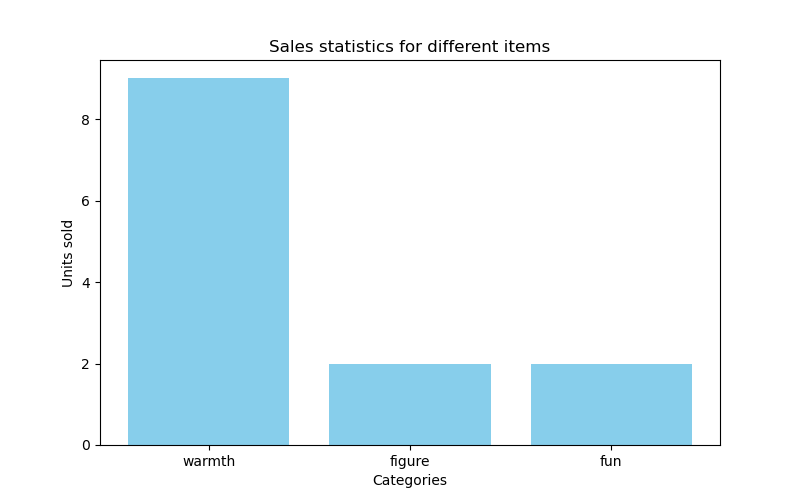 Sales statistics for different items
Units sold
8
6
4
2
0
warmth
figure
fun
Categories